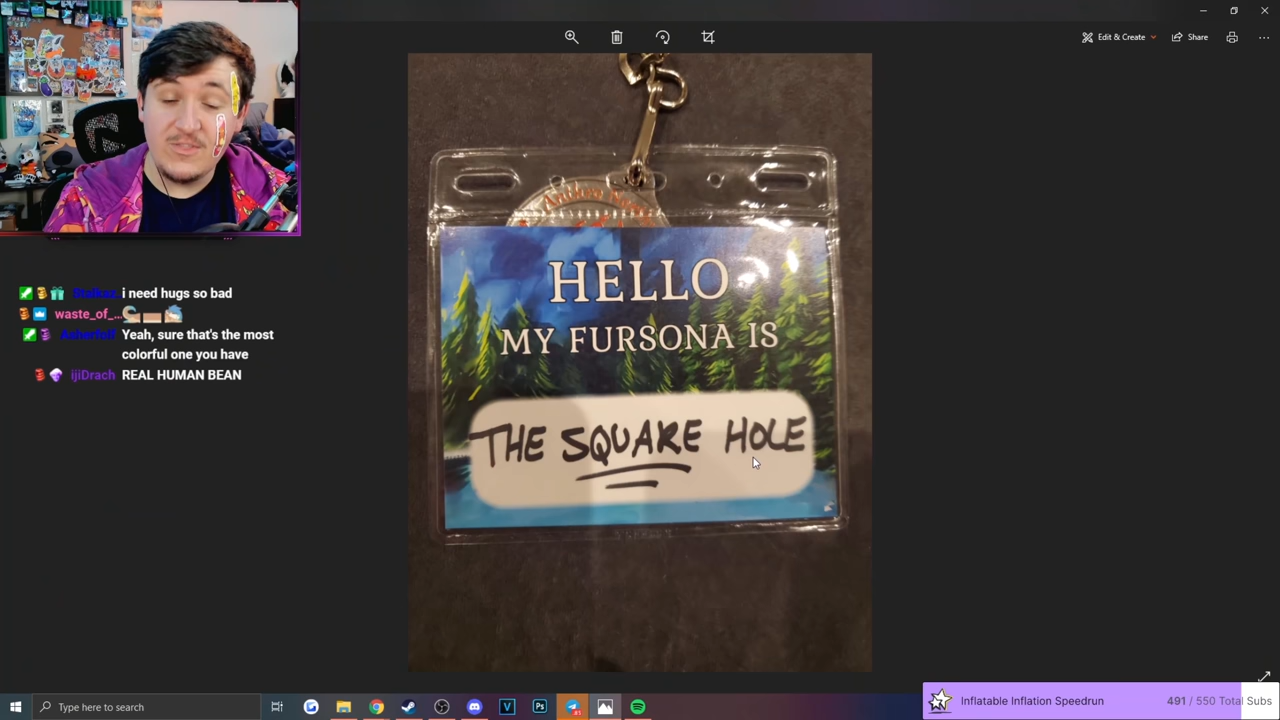 Edit & Create
Share
HELLO
MY FURSONA IS
THE SQUARE HOLE
i need hugs so bad
waste_of_...
Yeah, sure that's the most
colorful one you have
ijiDrach REAL HUMAN BEAN
Type here to search
Inflatable Inflation Speedrun 491 / 550 Total Subs